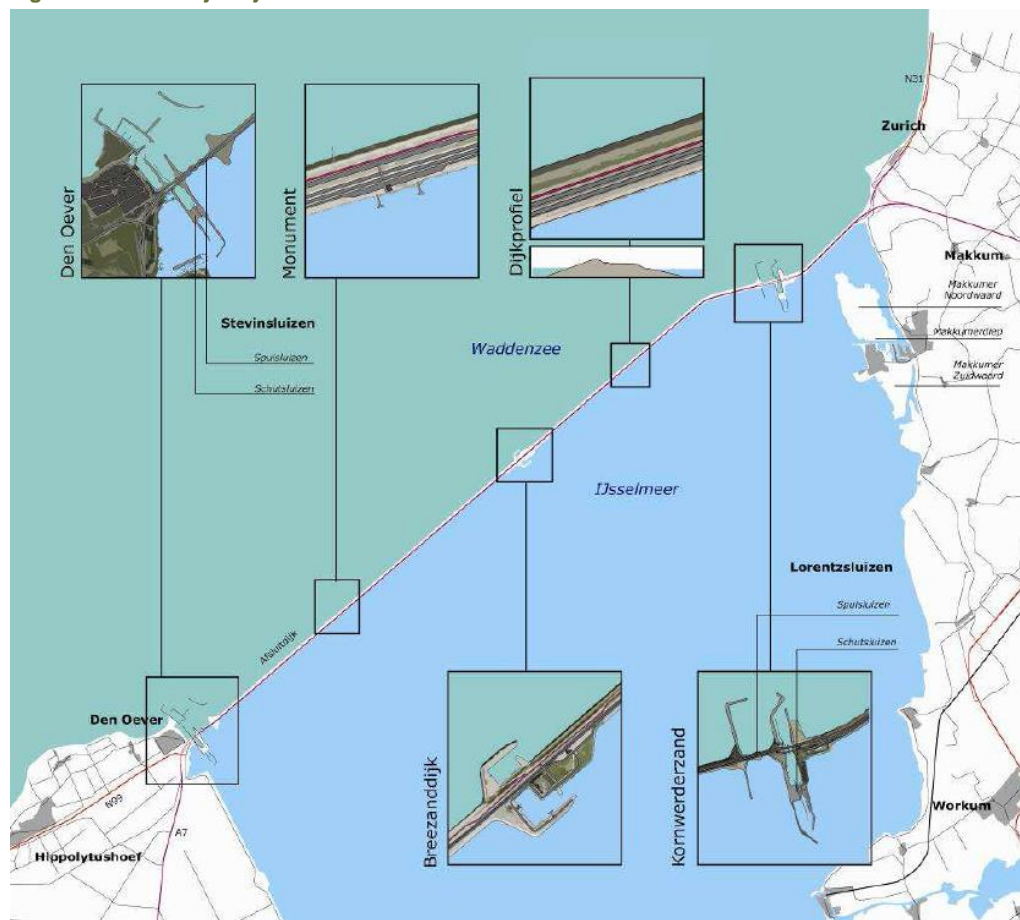 N31
Zurich
Den Oever
Monument
Dijkprofiel
Makkum
Makkumer
Noordwaard
Makkumerdiep
Makkumer
Zuidwaard
Stevinsluizen
Spuisluizen
Schutsluizen
Waddenzee
IJsselmeer
Lorentzsluizen
Spuisluizen
Schutsluizen
Afsluitdijk
Den Oever
Breezanddijk
Kornwerderzand
N99
A7
Workum
Hippolytushoef